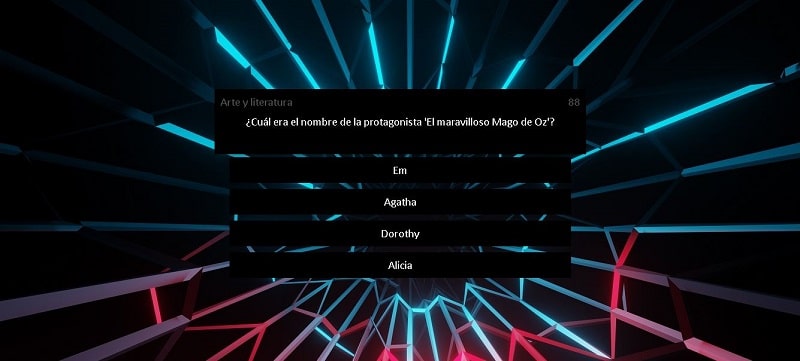 Arte y literatura 88
¿Cuál era el nombre de la protagonista 'El maravilloso Mago de Oz'?
Em
Agatha
Dorothy
Alicia